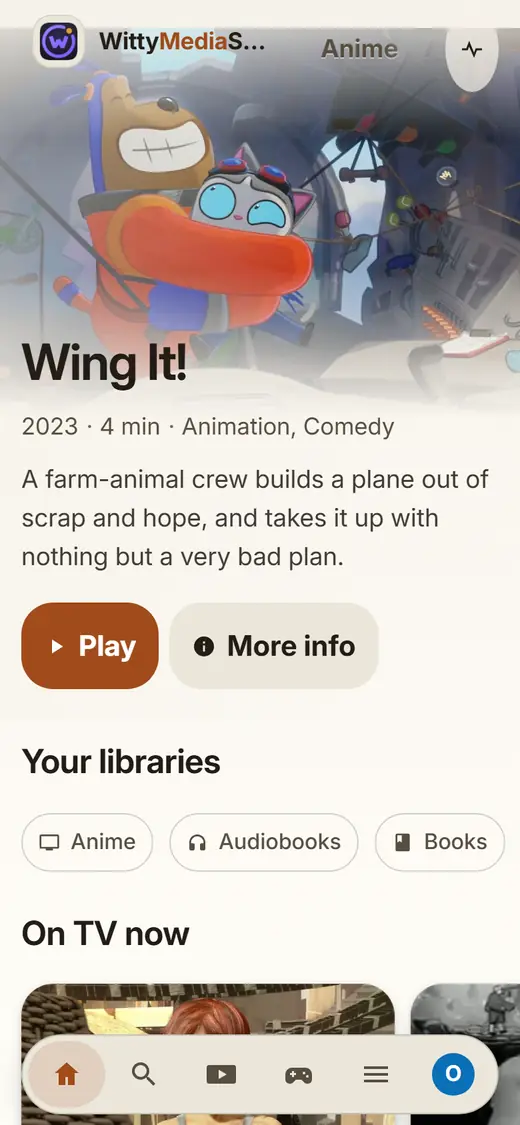 WittyMediaS...
Anime
Wing It!
2023 · 4 min · Animation, Comedy
A farm-animal crew builds a plane out of
scrap and hope, and takes it up with
nothing but a very bad plan.
Play
More info
Your libraries
Anime
Audiobooks
Books
On TV now
O